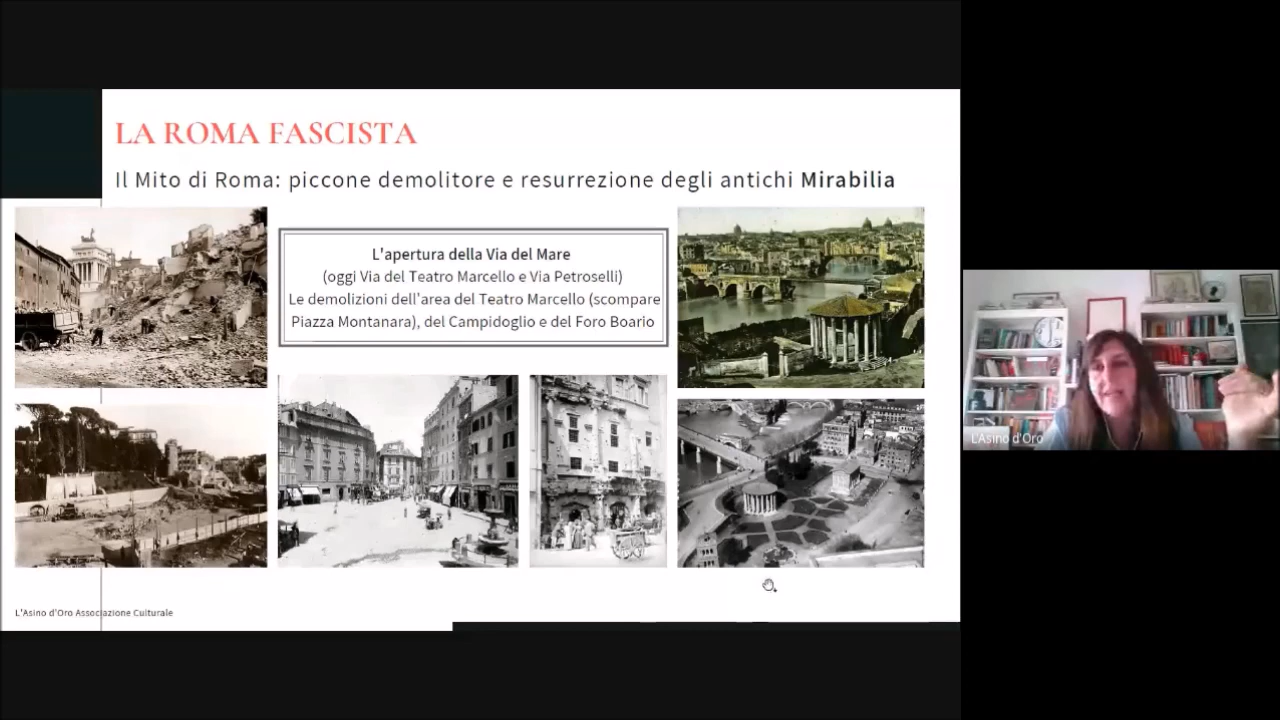 LA ROMA FASCISTA
Il Mito di Roma: piccone demolitore e resurrezione degli antichi Mirabilia
L'apertura della Via del Mare
(oggi Via del Teatro Marcello e Via Petroselli)
Le demolizioni dell'area del Teatro Marcello (scompare
Piazza Montanara), del Campidoglio e del Foro Boario
L'Asino d'Oro
L'Asino d'Oro Associazione Culturale